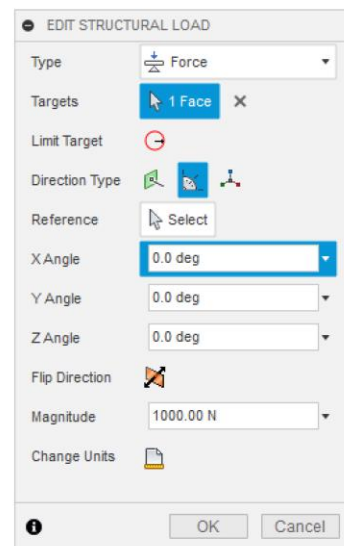 EDIT STRUCTURAL LOAD
Type Force
Targets 1 Face
Limit Target
Direction Type
Reference Select
X Angle 0.0 deg
Y Angle 0.0 deg
Z Angle 0.0 deg
Flip Direction
Magnitude 1000.00 N
Change Units
OK Cancel